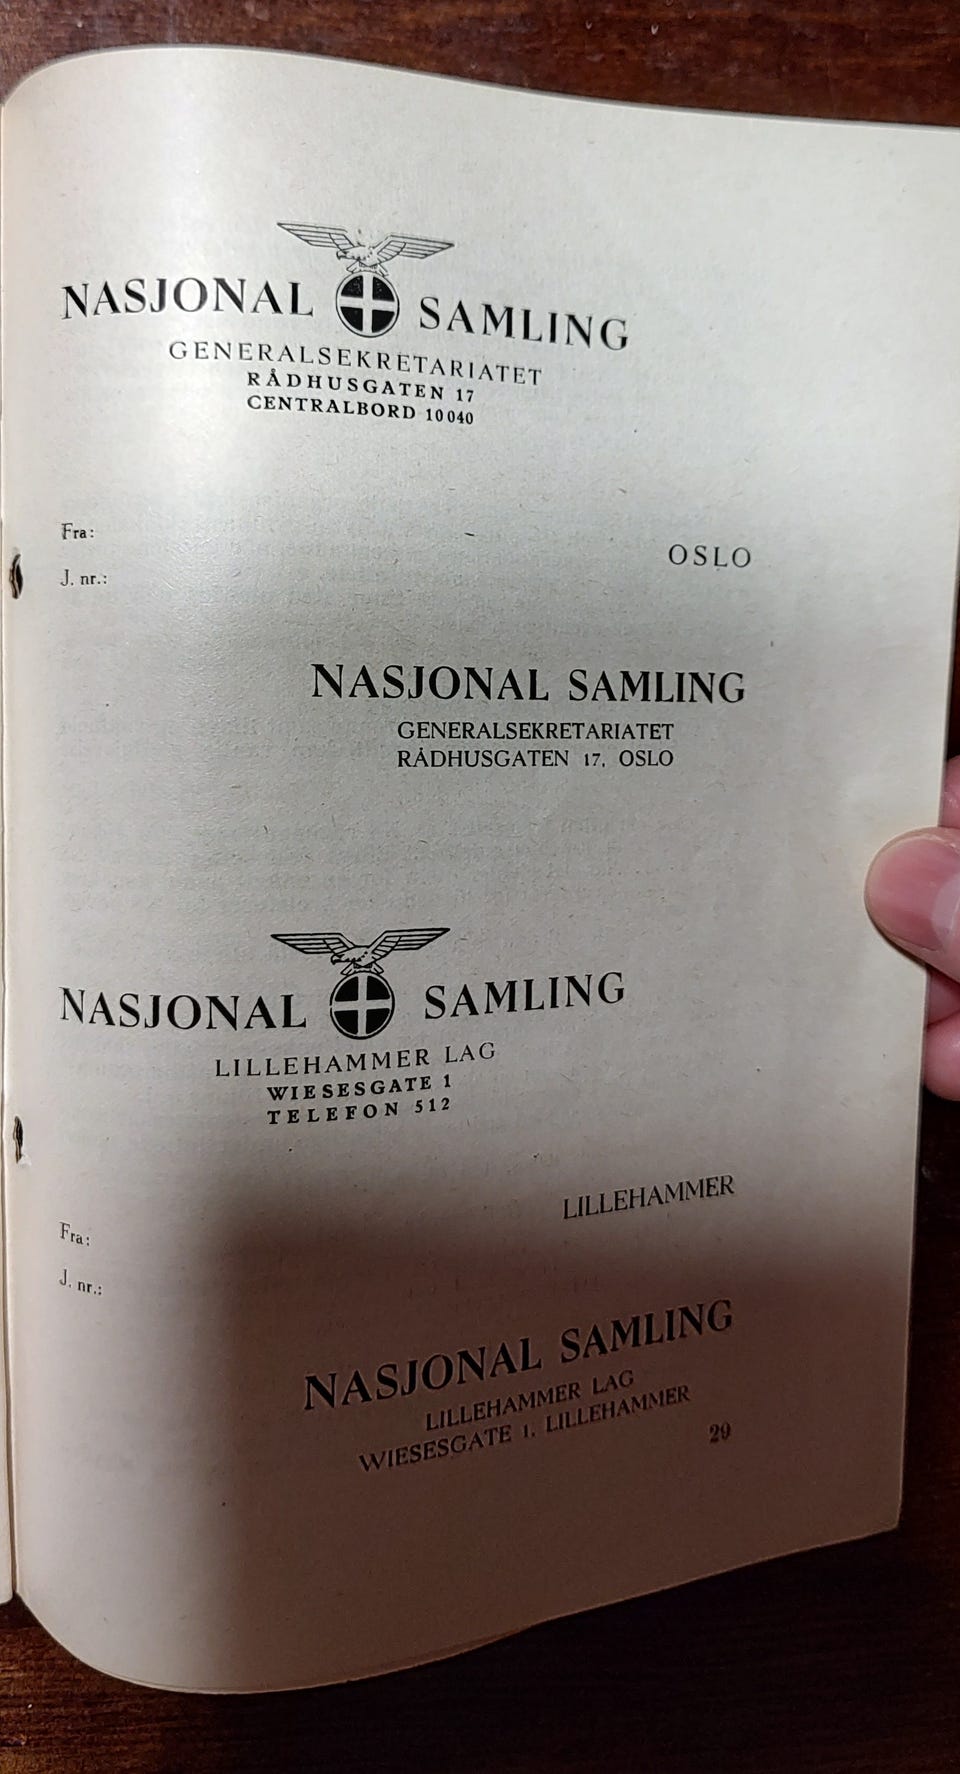 NASJONAL SAMLING
GENERALSEKRETARIATET
RÅDHUSGATEN 17
CENTRALBORD 10040
Fra:
OSLO
J. nr.:
NASJONAL SAMLING
GENERALSEKRETARIATET
RÅDHUSGATEN 17, OSLO
NASJONAL SAMLING
LILLEHAMMER LAG
WIESESGATE 1
TELEFON 512
LILLEHAMMER
Fra:
J. nr.:
NASJONAL SAMLING
LILLEHAMMER LAG
WIESESGATE 1, LILLEHAMMER
29